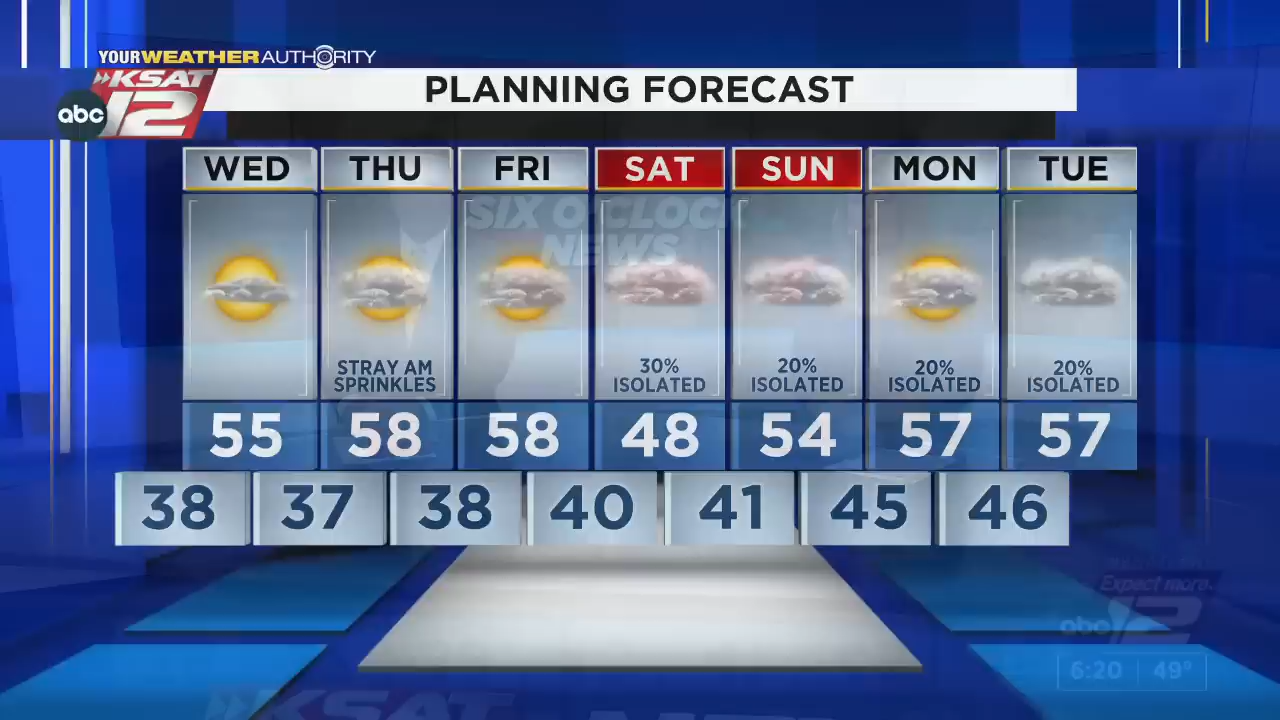 YOUR WEATHER AUTHORITY
KSAT
abc 12
PLANNING FORECAST
WED THU FRI SAT SUN MON TUE
SIX O'CLOCK
NEWS
STRAY AM
SPRINKLES
30%
ISOLATED
20%
ISOLATED
20%
ISOLATED
20%
ISOLATED
55 58 58 48 54 57 57
38 37 38 40 41 45 46
Expect more.
abc 12
6:20 49°
KSAT